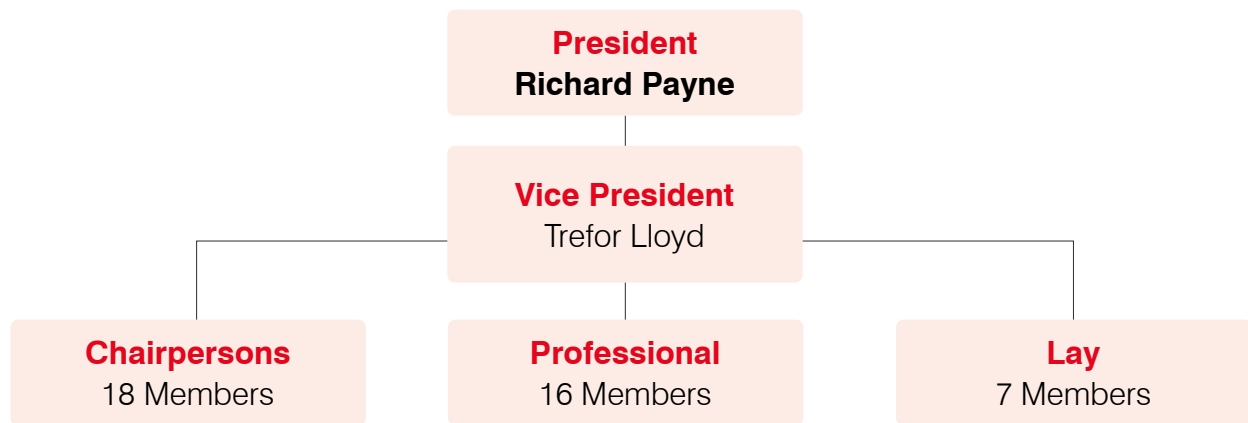 President
Richard Payne
Vice President
Trefor Lloyd
Chairpersons
18 Members
Professional
16 Members
Lay
7 Members